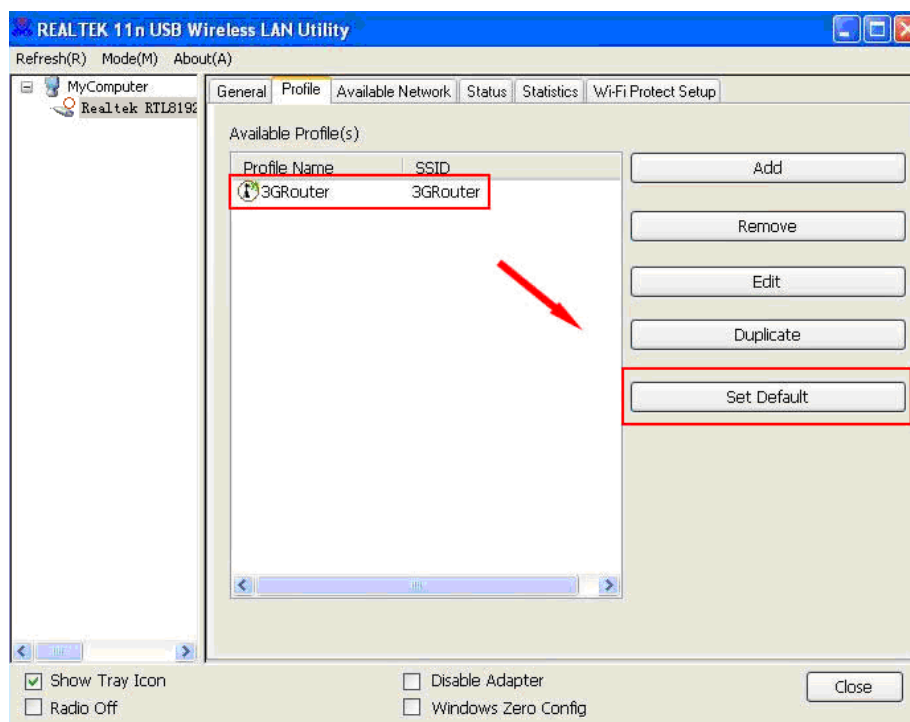 REALTEK 11n USB Wireless LAN Utility
Refresh(R) Mode(M) About(A)
MyComputer
Realtek RTL8192
General Profile Available Network Status Statistics Wi-Fi Protect Setup
Available Profile(s)
Profile Name SSID
3GRouter 3GRouter
Add
Remove
Edit
Duplicate
Set Default
Show Tray Icon
Radio Off
Disable Adapter
Windows Zero Config
Close